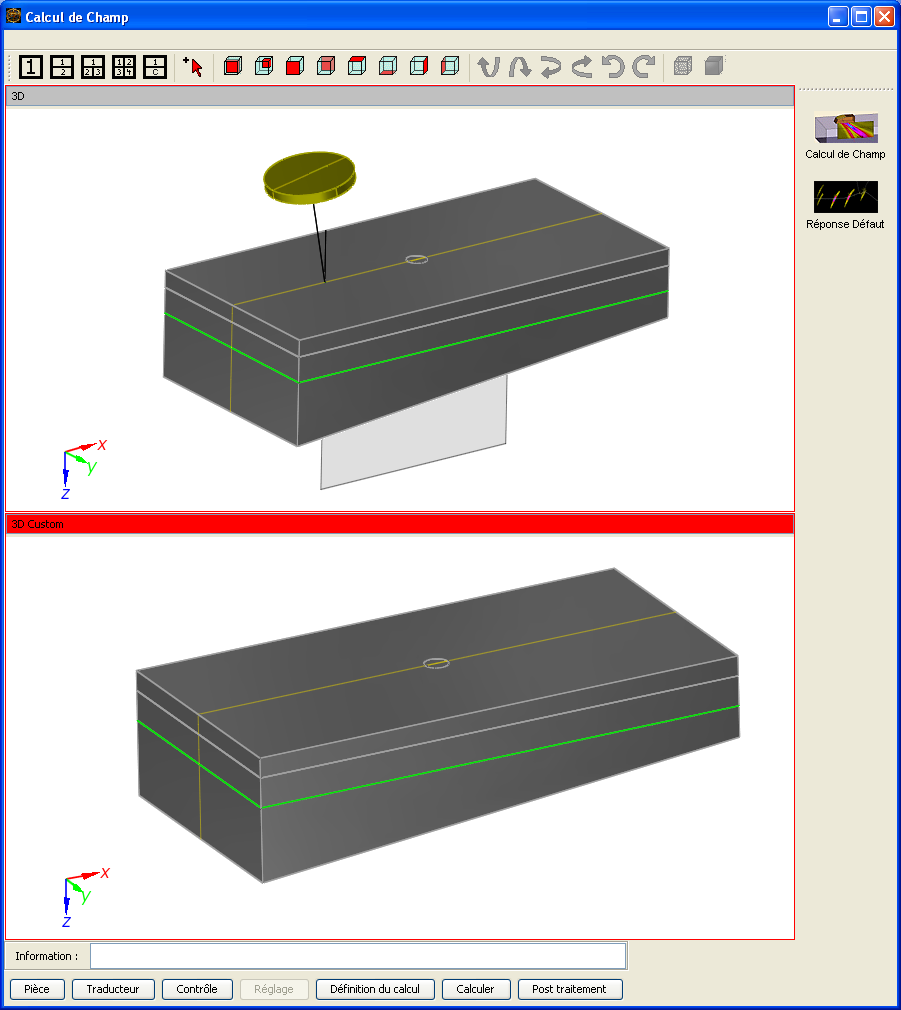 Calcul de Champ
1 1 2 1 2 3 1 2 3 4 1 C
3D
Calcul de Champ
Réponse Défaut
X
y
Z
3D Custom
X
y
Z
Information :
Pièce Traducteur Contrôle Réglage Définition du calcul Calculer Post traitement